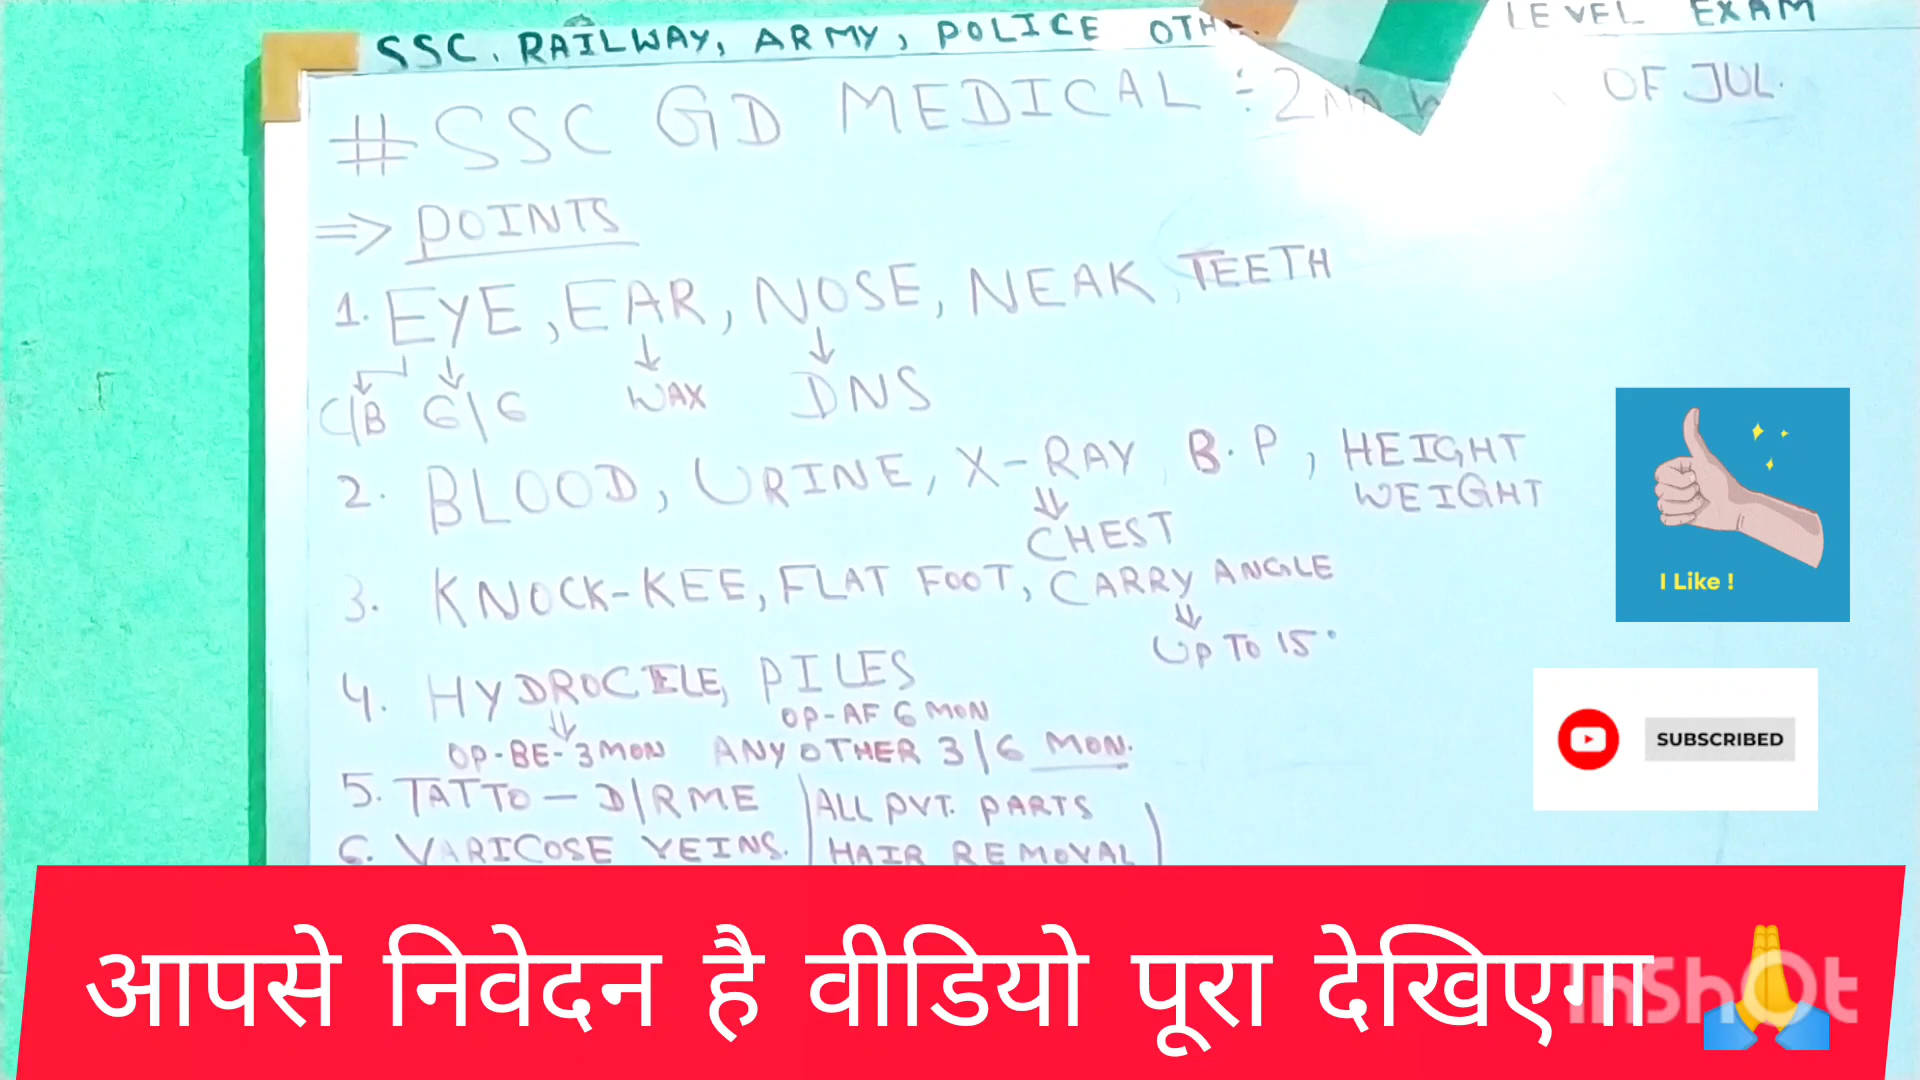 SSC, RAILWAY, ARMY, POLICE OTH LEVEL EXAM
# SSC GD MEDICAL ÷ 2ND OF JUL.
⇒ POINTS
1. EYE, EAR, NOSE, NEAK, TEETH
C/B 6/6 WAX DNS
2. BLOOD, URINE, X-RAY, B.P, HEIGHT
WEIGHT
CHEST
3. KNOCK-KEE, FLAT FOOT, CARRY ANGLE
UP TO 15°
4. HYDROCELE, PILES
OP-AF 6 MON
OP-BE-3MON ANY OTHER 3/6 MON.
5. TATTO - D/RME ALL PVT. PARTS
6. VARICOSE VEINS. HAIR REMOVAL
I Like !
SUBSCRIBED
आपसे निवेदन है वीडियो पूरा देखिएगा 🙏
InShOt